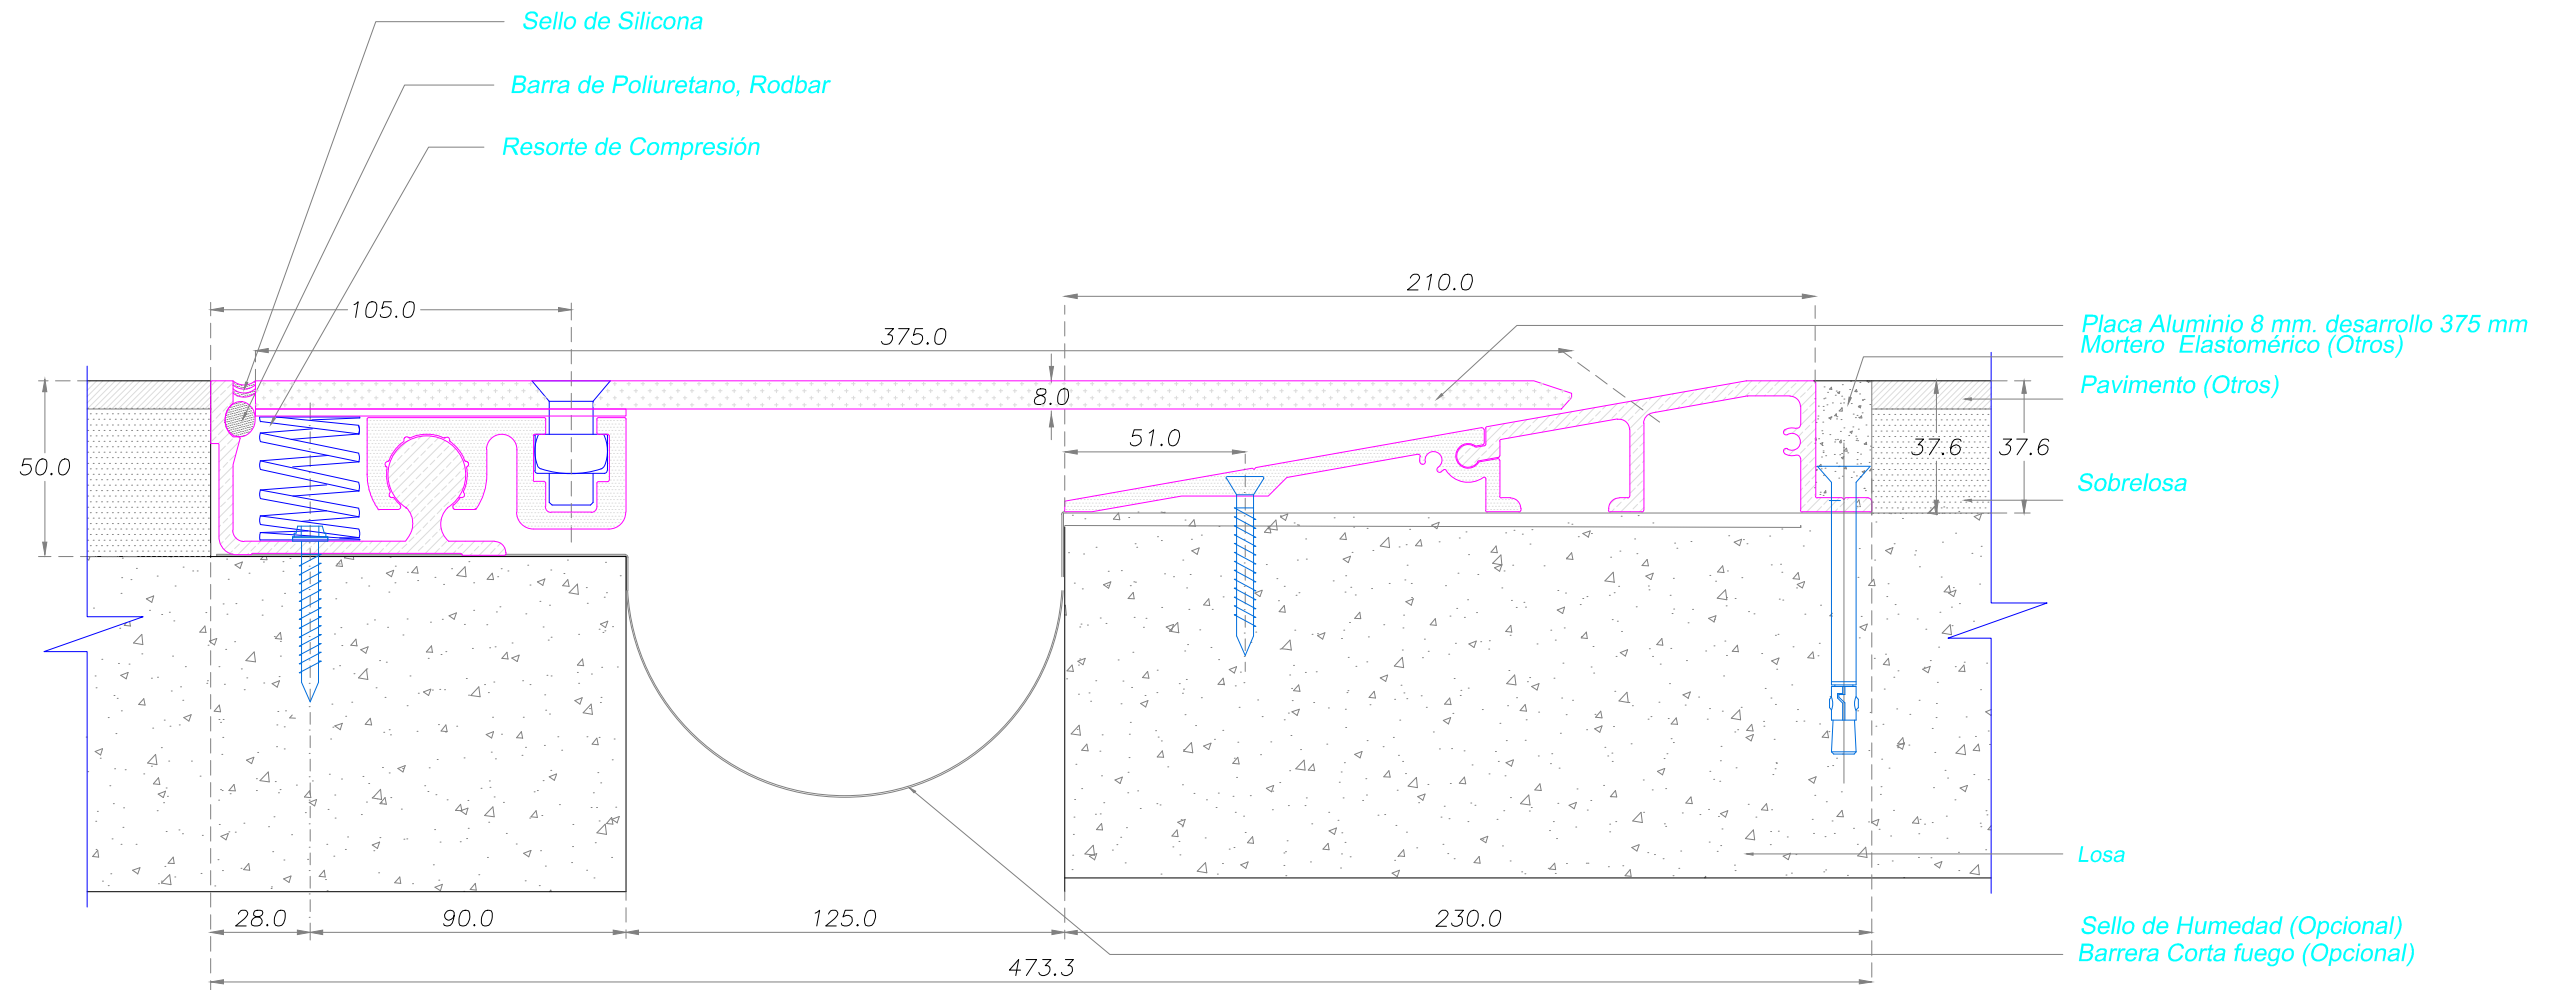 Sello de Silicona
Barra de Poliuretano, Rodbar
Resorte de Compresión
210.0
105.0
375.0
Placa Aluminio 8 mm. desarrollo 375 mm
Mortero Elastomérico (Otros)
Pavimento (Otros)
8.0
51.0
50.0
37.6
37.6
Sobrelosa
Losa
28.0
90.0
125.0
230.0
Sello de Humedad (Opcional)
Barrera Corta fuego (Opcional)
473.3